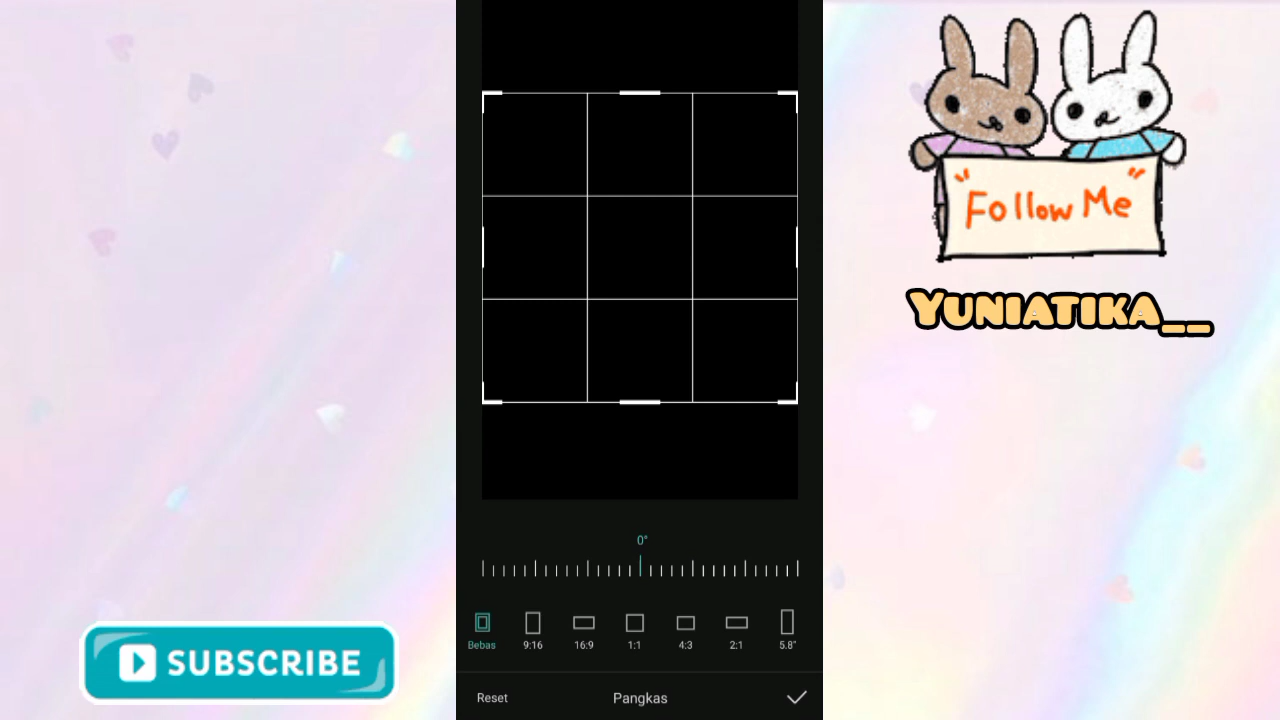 "Follow Me"
YUNIATIKA__
0°
Bebas 9:16 16:9 1:1 4:3 2:1 5.8"
Reset Pangkas
SUBSCRIBE